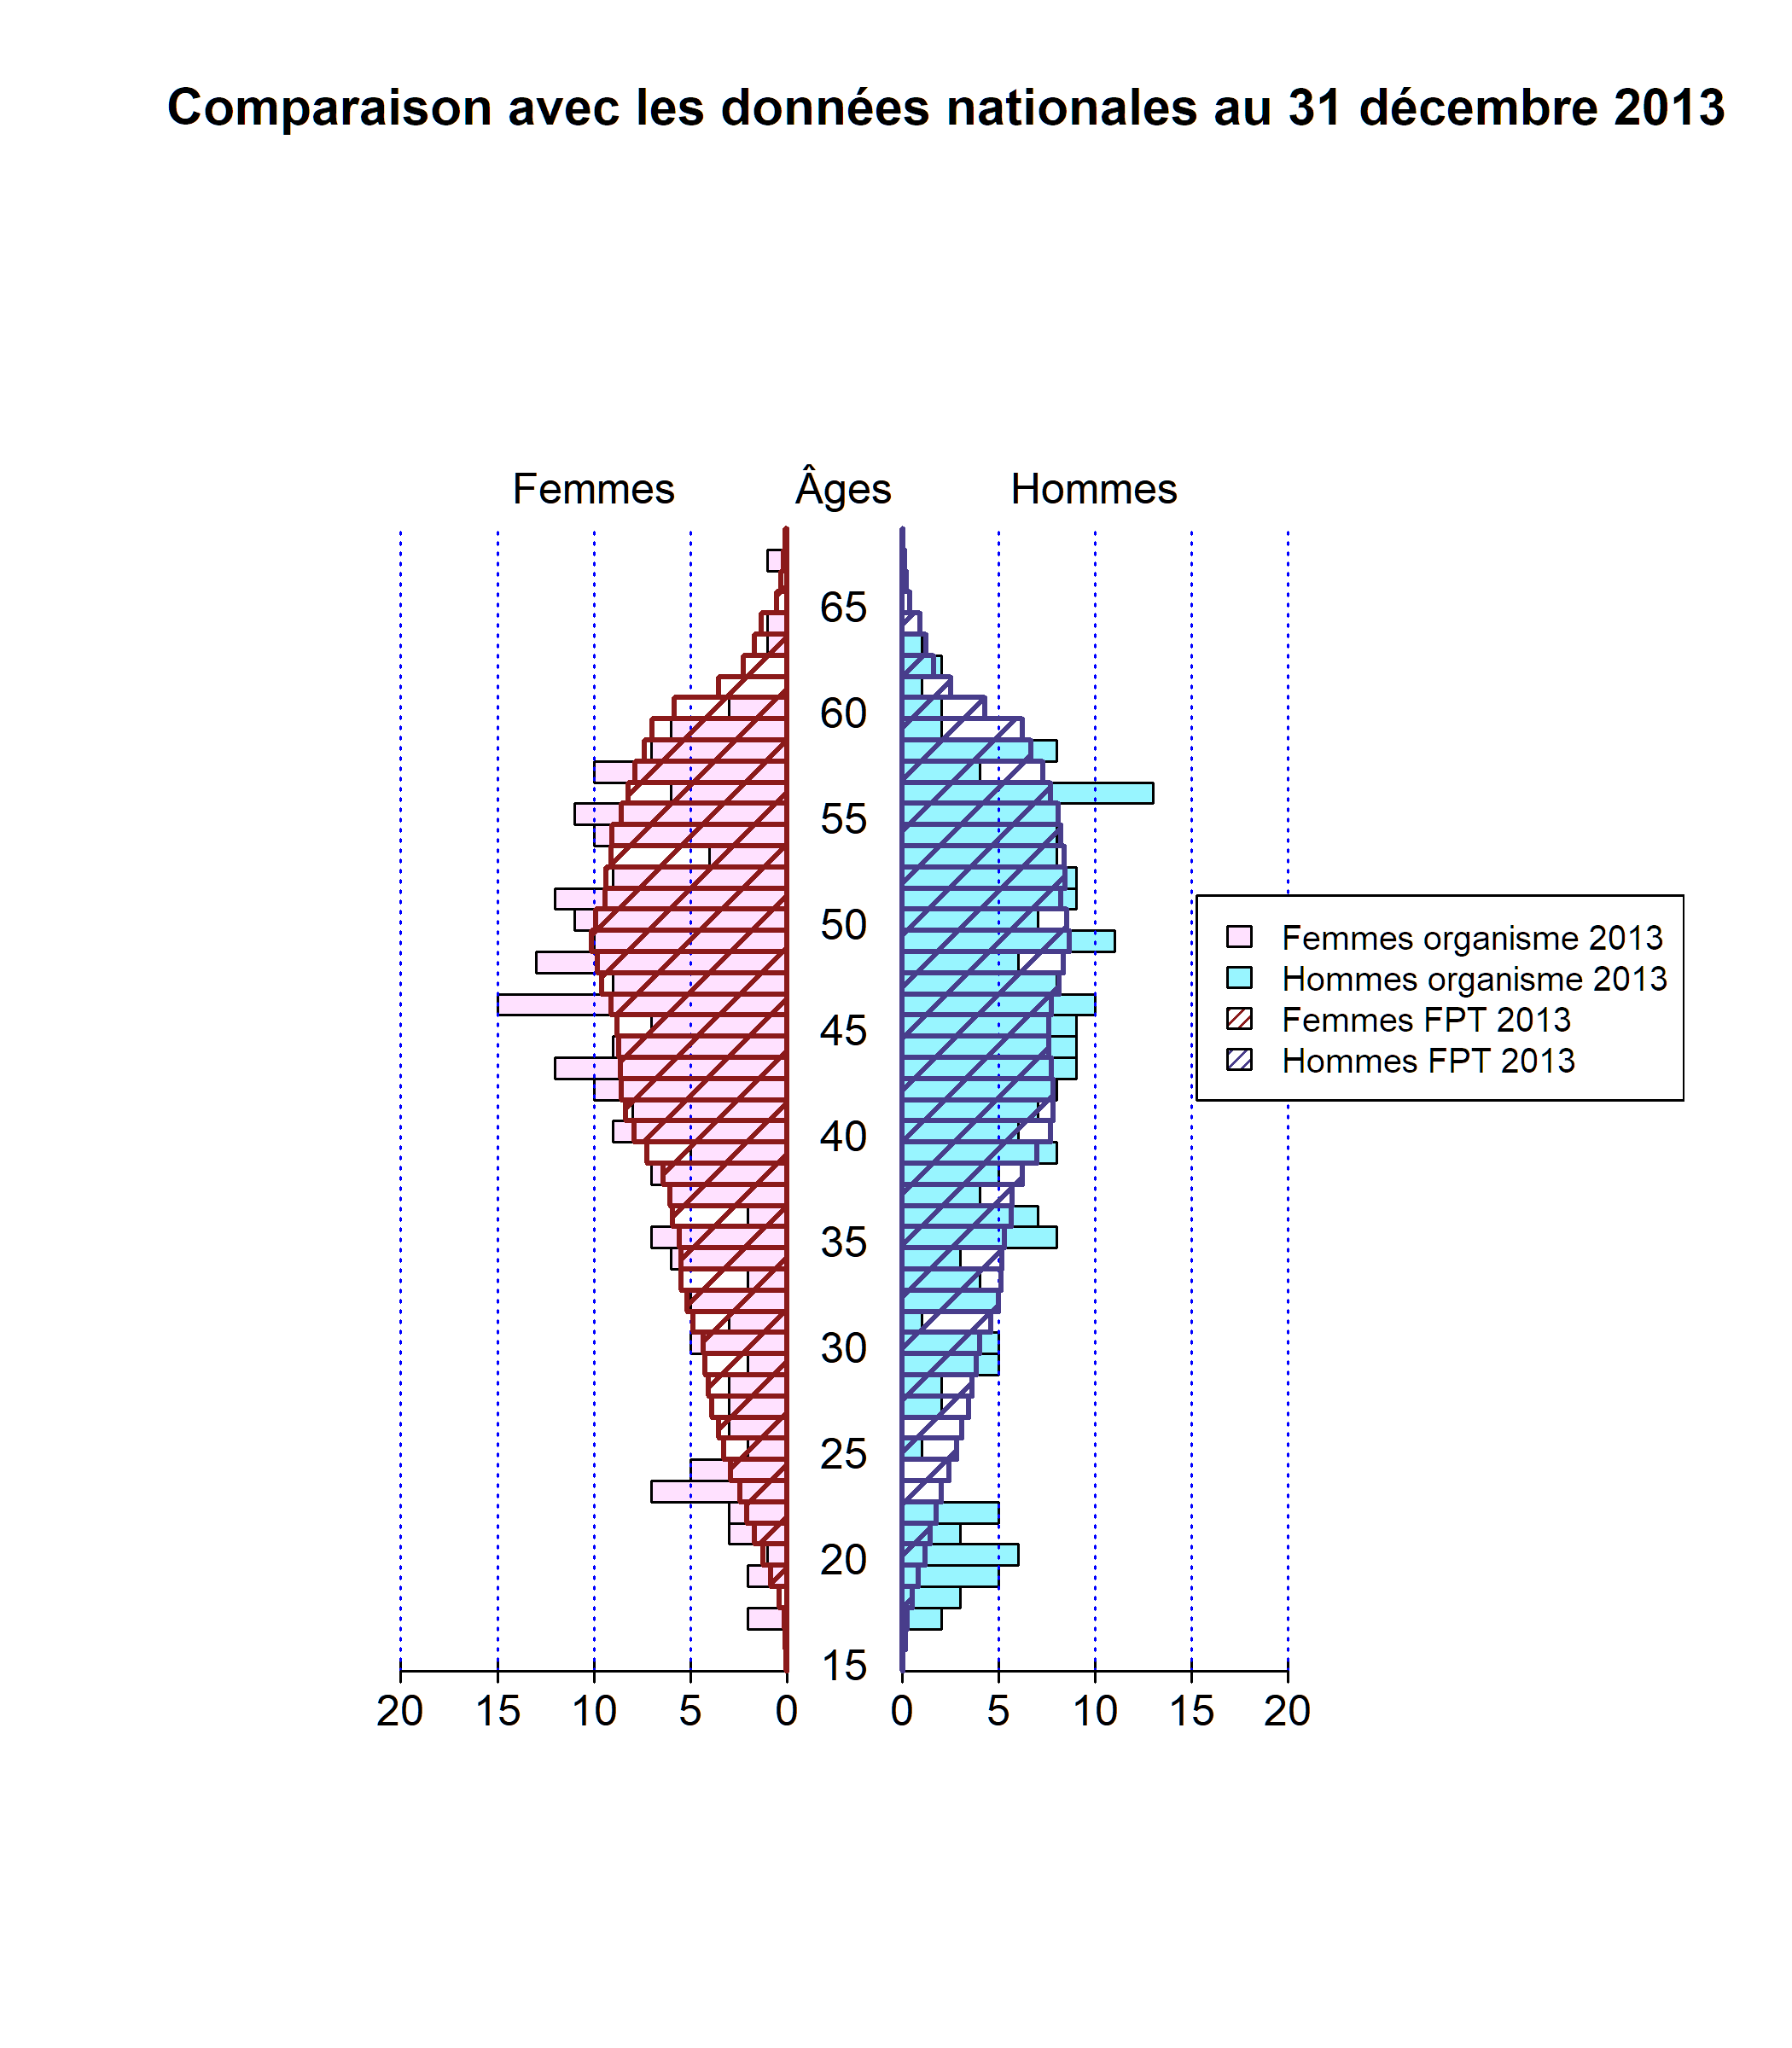 Comparaison avec les données nationales au 31 décembre 2013
Femmes Âges Hommes
65
60
55
50
45
40
35
30
25
20
15
Femmes organisme 2013
Hommes organisme 2013
Femmes FPT 2013
Hommes FPT 2013
20 15 10 5 0 0 5 10 15 20